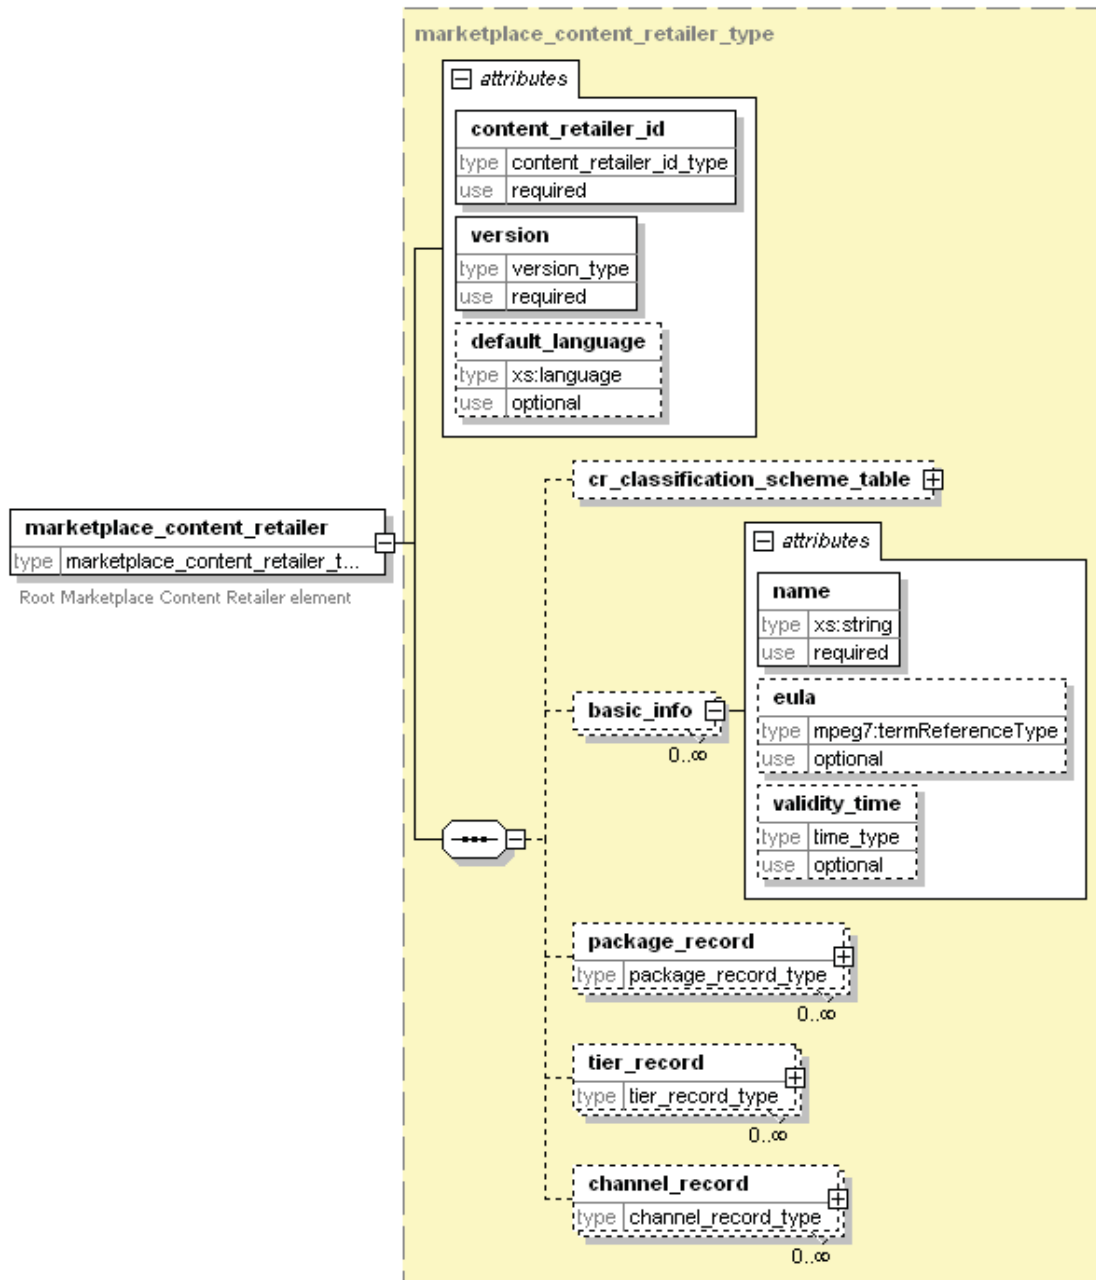 marketplace_content_retailer_type
attributes
content_retailer_id
type content_retailer_id_type
use required
version
type version_type
use required
default_language
type xs:language
use optional
cr_classification_scheme_table
marketplace_content_retailer
type marketplace_content_retailer_t...
Root Marketplace Content Retailer element
attributes
name
type xs:string
use required
eula
type mpeg7:termReferenceType
use optional
validity_time
type time_type
use optional
basic_info
0..∞
package_record
type package_record_type
0..∞
tier_record
type tier_record_type
0..∞
channel_record
type channel_record_type
0..∞